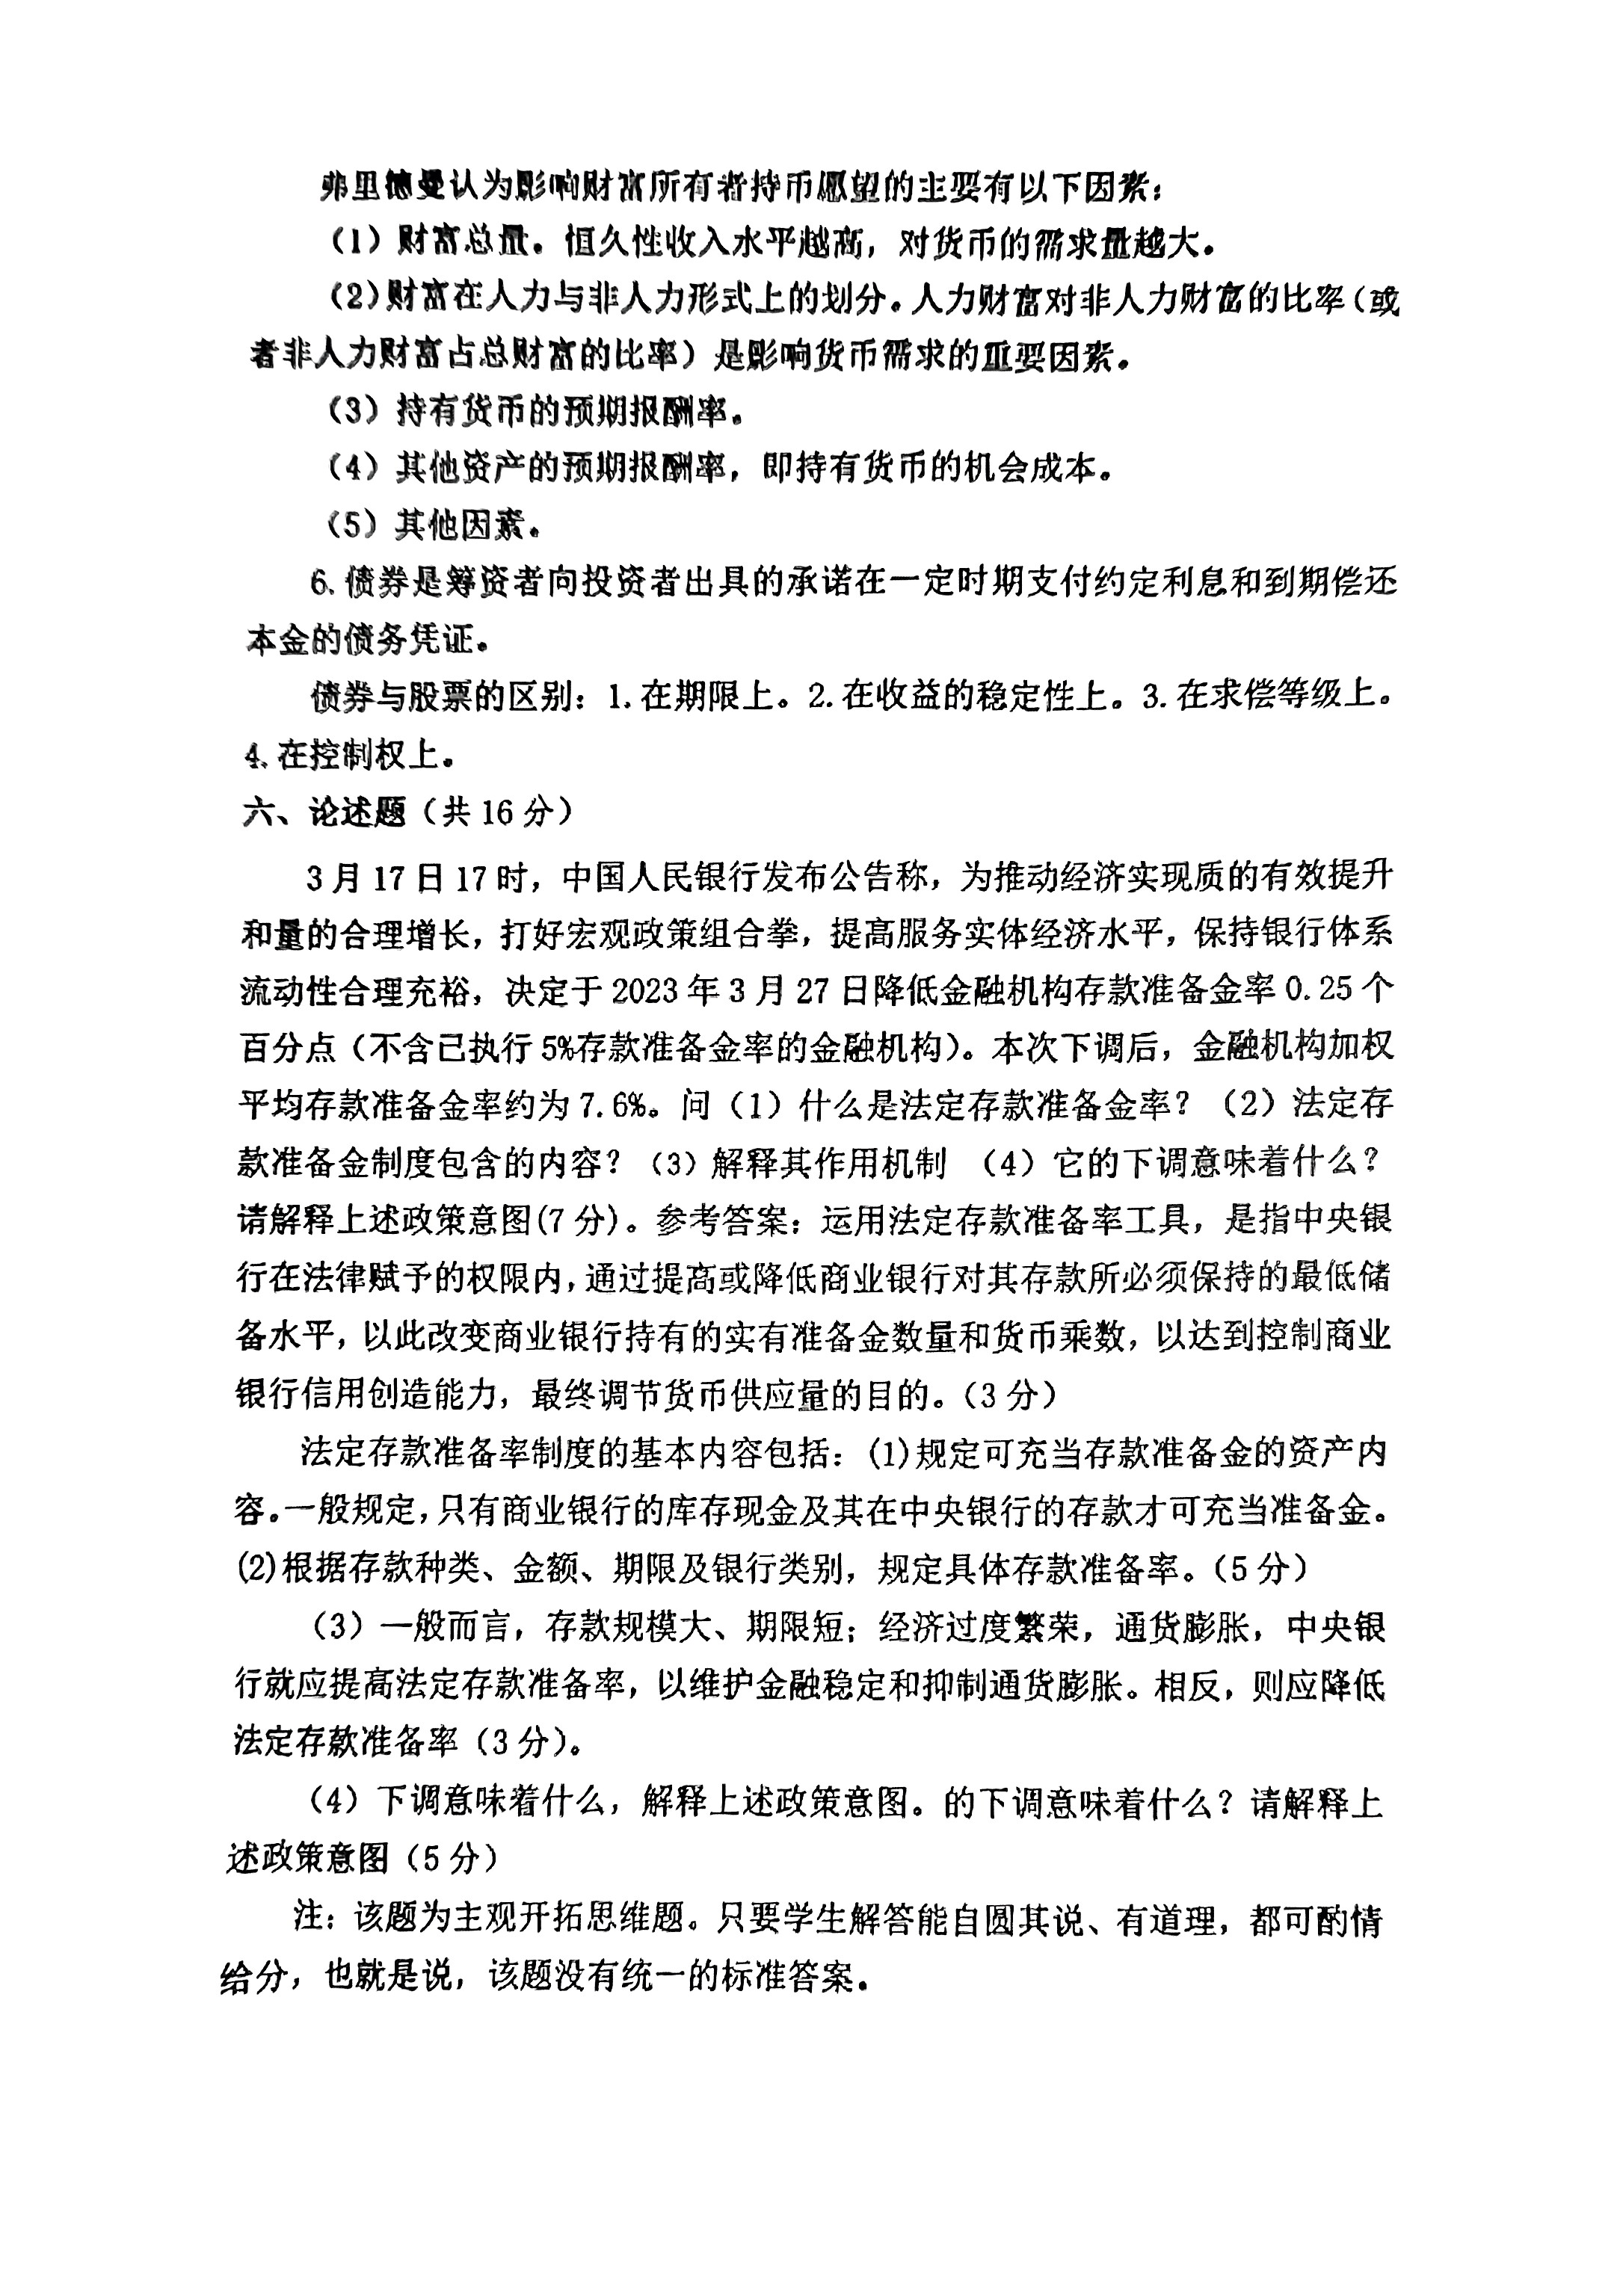 弗里德曼认为影响财富所有者持币愿望的主要有以下因素：
（1）财富总量。恒久性收入水平越高，对货币的需求量越大。
（2）财富在人力与非人力形式上的划分。人力财富对非人力财富的比率（或
者非人力财富占总财富的比率）是影响货币需求的重要因素。
（3）持有货币的预期报酬率。
（4）其他资产的预期报酬率，即持有货币的机会成本。
（5）其他因素。
6.债券是筹资者向投资者出具的承诺在一定时期支付约定利息和到期偿还
本金的债务凭证。
债券与股票的区别：1.在期限上。2.在收益的稳定性上。3.在求偿等级上。
4.在控制权上。
六、论述题（共 16 分）
3 月 17 日 17 时，中国人民银行发布公告称，为推动经济实现质的有效提升
和量的合理增长，打好宏观政策组合拳，提高服务实体经济水平，保持银行体系
流动性合理充裕，决定于 2023 年 3 月 27 日降低金融机构存款准备金率 0.25 个
百分点（不含已执行 5%存款准备金率的金融机构）。本次下调后，金融机构加权
平均存款准备金率约为 7.6%。问（1）什么是法定存款准备金率？（2）法定存
款准备金制度包含的内容？（3）解释其作用机制 （4）它的下调意味着什么？
请解释上述政策意图(7 分)。参考答案：运用法定存款准备率工具，是指中央银
行在法律赋予的权限内，通过提高或降低商业银行对其存款所必须保持的最低储
备水平，以此改变商业银行持有的实有准备金数量和货币乘数，以达到控制商业
银行信用创造能力，最终调节货币供应量的目的。（3 分）
法定存款准备率制度的基本内容包括：(1)规定可充当存款准备金的资产内
容。一般规定，只有商业银行的库存现金及其在中央银行的存款才可充当准备金。
(2)根据存款种类、金额、期限及银行类别，规定具体存款准备率。（5 分）
（3）一般而言，存款规模大、期限短；经济过度繁荣，通货膨胀，中央银
行就应提高法定存款准备率，以维护金融稳定和抑制通货膨胀。相反，则应降低
法定存款准备率（3 分）。
（4）下调意味着什么，解释上述政策意图。的下调意味着什么？请解释上
述政策意图（5 分）
注：该题为主观开拓思维题。只要学生解答能自圆其说、有道理，都可酌情
给分，也就是说，该题没有统一的标准答案。